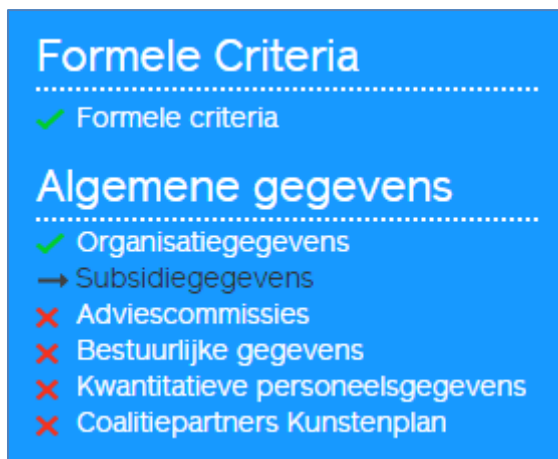 Formele Criteria
Formele criteria
Algemene gegevens
Organisatiegegevens
Subsidiegegevens
Adviescommissies
Bestuurlijke gegevens
Kwantitatieve personeelsgegevens
Coalitiepartners Kunstenplan